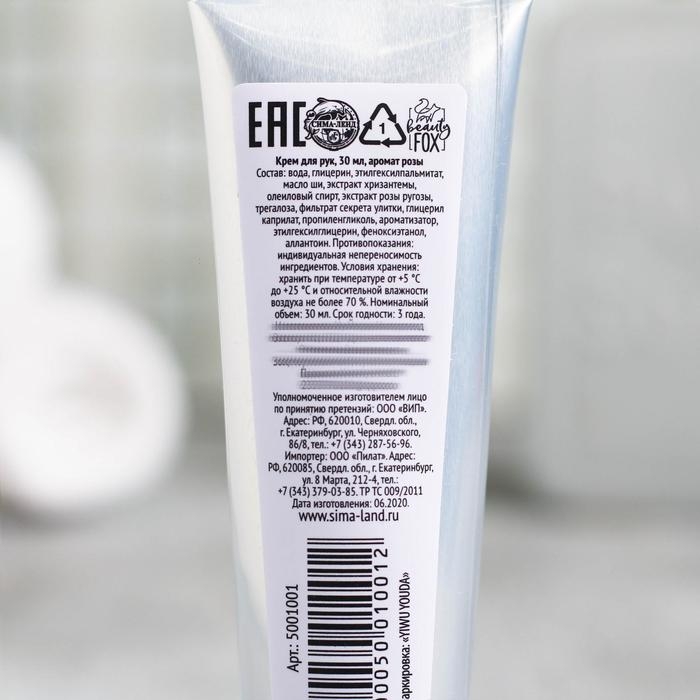 EAC
СИМА-ЛЕНД
1
beauty
FOX
Крем для рук, 30 мл, аромат розы
Состав: вода, глицерин, этилгексилпальмитат,
масло ши, экстракт хризантемы,
олеиловый спирт, экстракт розы ругозы,
трегалоза, фильтрат секрета улитки, глицерил
каприлат, пропиленгликоль, ароматизатор,
этилгексилглицерин, феноксиэтанол,
аллантоин. Противопоказания:
индивидуальная непереносимость
ингредиентов. Условия хранения:
хранить при температуре от +5 °C
до +25 °C и относительной влажности
воздуха не более 70 %. Номинальный
объем: 30 мл. Срок годности: 3 года.
Уполномоченное изготовителем лицо
по принятию претензий: ООО «ВИП».
Адрес: РФ, 620010, Свердл. обл.,
г. Екатеринбург, ул. Черняховского,
86/8, тел.: +7 (343) 287-56-96.
Импортер: ООО «Пилат». Адрес:
РФ, 620085, Свердл. обл., г. Екатеринбург,
ул. 8 Марта, 212-4, тел.:
+7 (343) 379-03-85. ТР ТС 009/2011
Дата изготовления: 06.2020.
www.sima-land.ru
Арт.: 5001001
0050 010012
аркировка: «YIWU YOUDA»